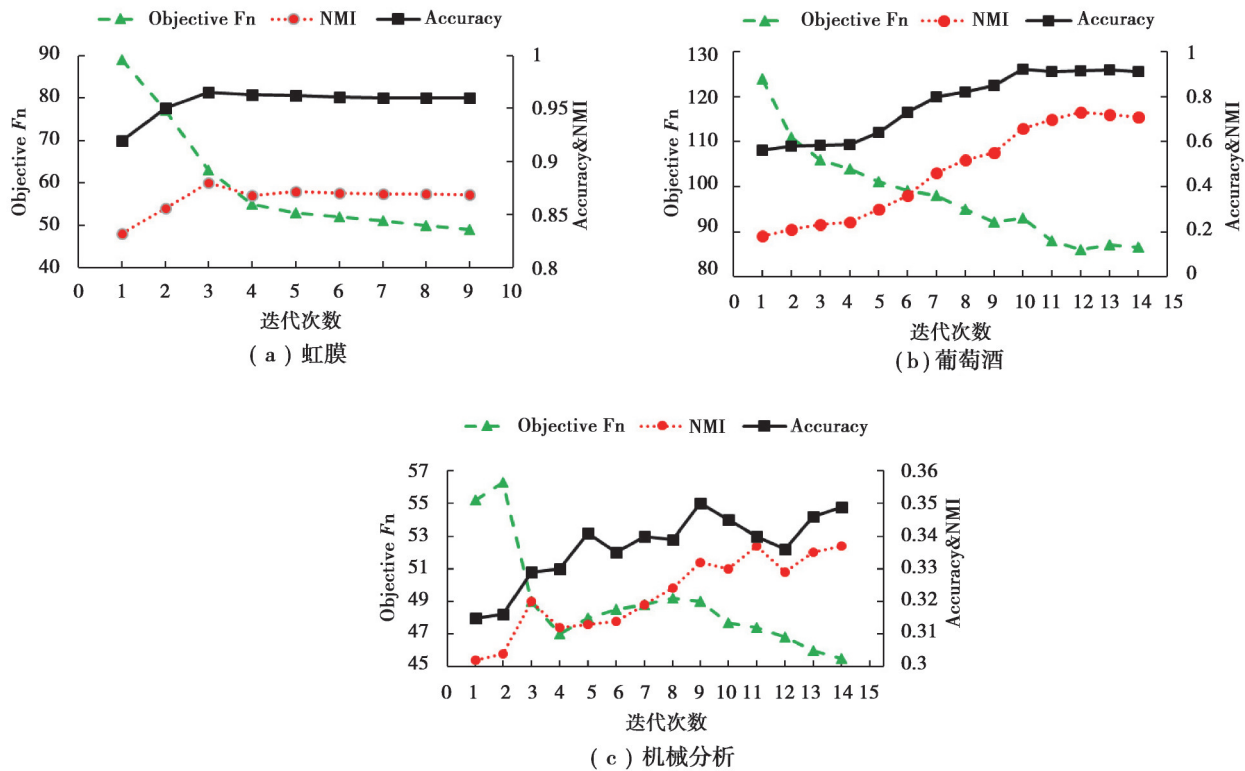 Objective Fn NMI Accuracy
90
80
70
60
50
40
1
0.95
0.9
0.85
0.8
Objective Fn
Accuracy&NMI
0 1 2 3 4 5 6 7 8 9 10
迭代次数
(a) 虹膜
Objective Fn NMI Accuracy
130
120
110
100
90
80
1
0.8
0.6
0.4
0.2
0
Objective Fn
Accuracy&NMI
0 1 2 3 4 5 6 7 8 9 10 11 12 13 14 15
迭代次数
(b) 葡萄酒
Objective Fn NMI Accuracy
57
55
53
51
49
47
45
0.36
0.35
0.34
0.33
0.32
0.31
0.3
Objective Fn
Accuracy&NMI
0 1 2 3 4 5 6 7 8 9 10 11 12 13 14 15
迭代次数
(c) 机械分析